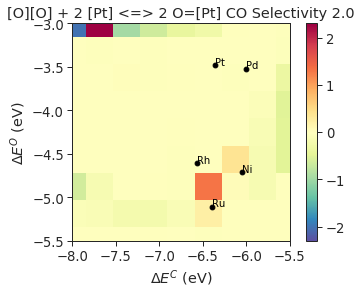 [O][O] + 2 [Pt] <=> 2 O=[Pt] CO Selectivity 2.0
−3.0
−3.5
−4.0
−4.5
−5.0
−5.5
ΔE^O (eV)
Pt
Pd
Rh
Ni
Ru
2
1
0
−1
−2
−8.0 −7.5 −7.0 −6.5 −6.0 −5.5
ΔE^C (eV)